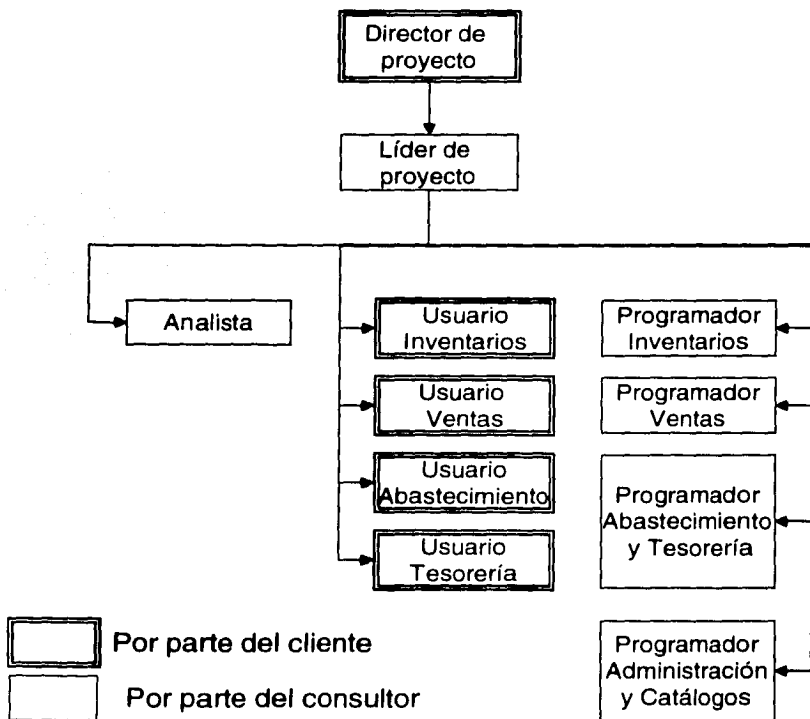 Director de
proyecto
Líder de
proyecto
Analista
Usuario
Inventarios
Usuario
Ventas
Usuario
Abastecimiento
Usuario
Tesorería
Programador
Inventarios
Programador
Ventas
Programador
Abastecimiento
y Tesorería
Programador
Administración
y Catálogos
Por parte del cliente
Por parte del consultor